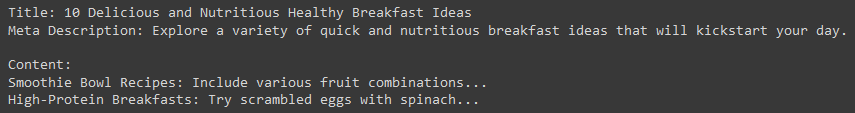 Title: 10 Delicious and Nutritious Healthy Breakfast Ideas
Meta Description: Explore a variety of quick and nutritious breakfast ideas that will kickstart your day.
Content:
Smoothie Bowl Recipes: Include various fruit combinations...
High-Protein Breakfasts: Try scrambled eggs with spinach...